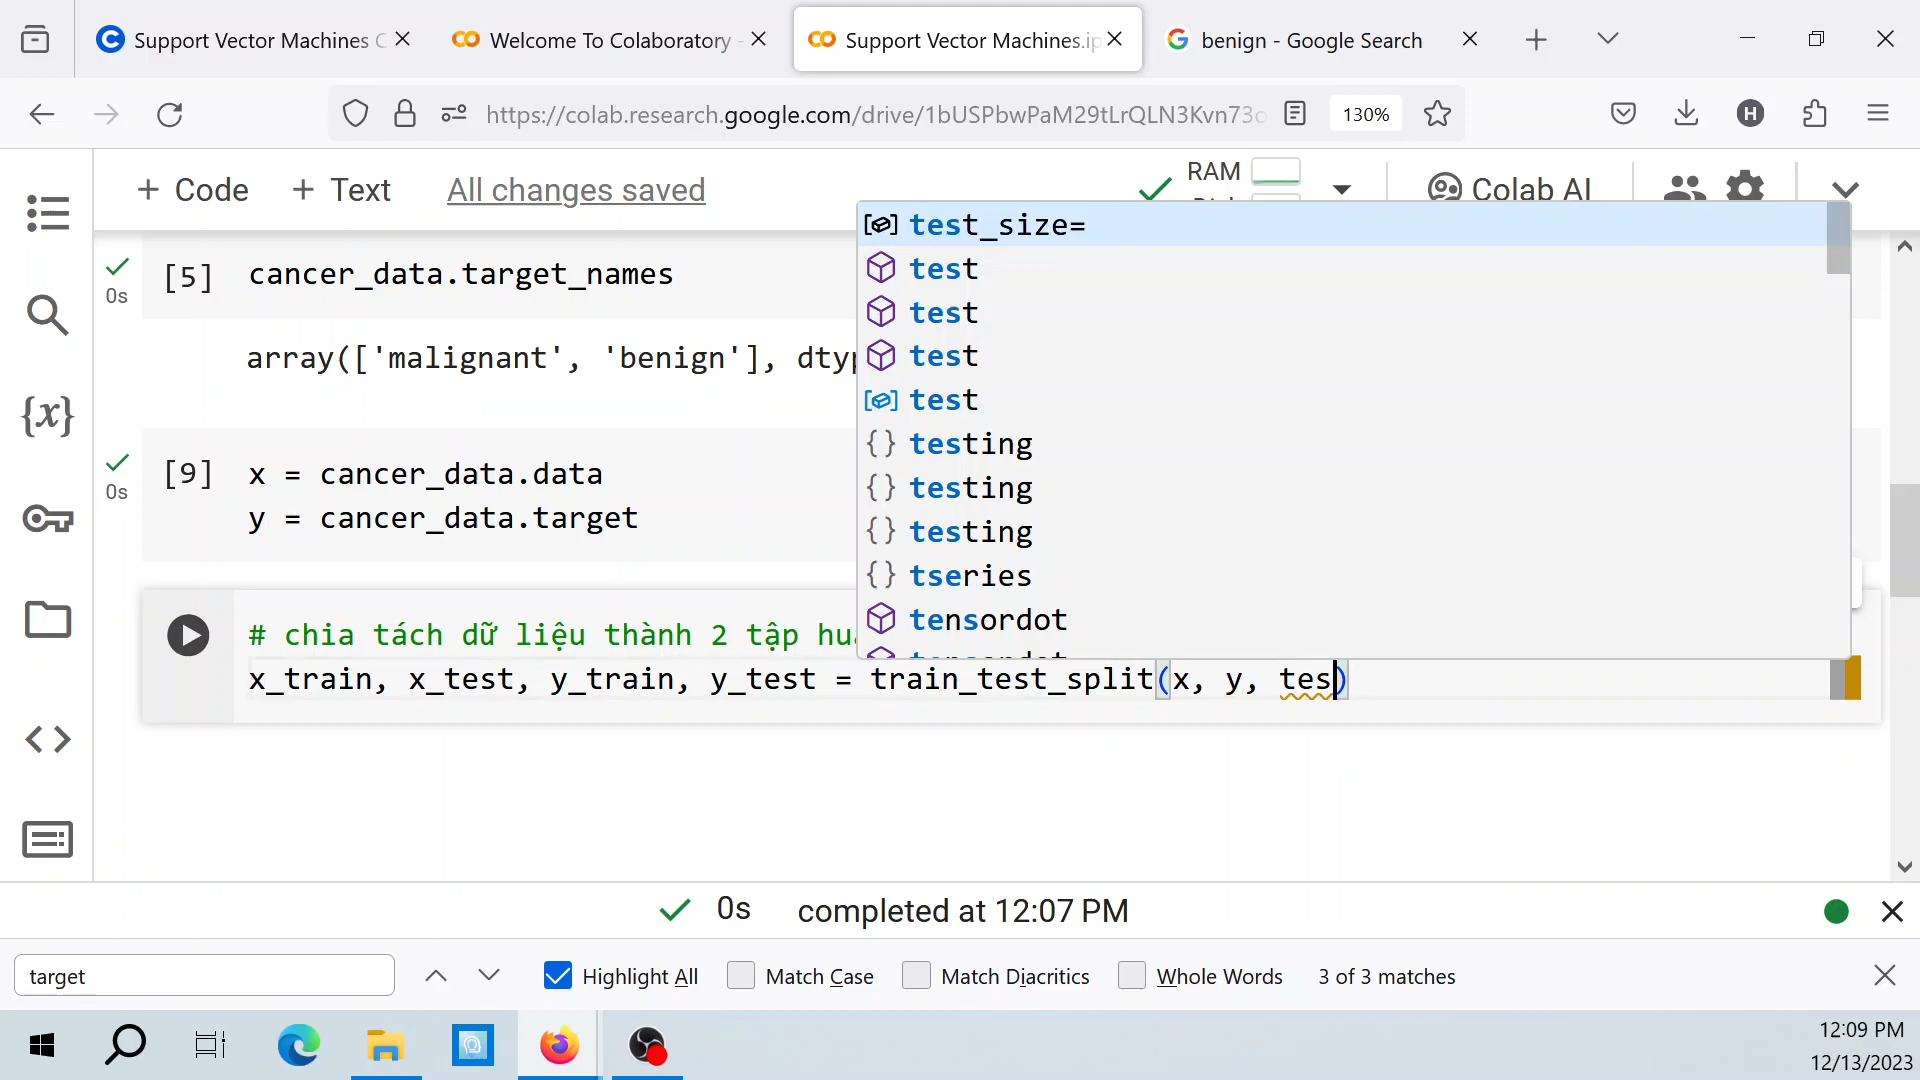 Support Vector Machines C
Welcome To Colaboratory -
Support Vector Machines.ip
benign - Google Search
https://colab.research.google.com/drive/1bUSPbwPaM29tLrQLN3Kvn73o
130%
H
+ Code
+ Text
All changes saved
RAM
Colab AI
[5]
0s
cancer_data.target_names
array(['malignant', 'benign'], dtyp
[9]
0s
x = cancer_data.data
y = cancer_data.target
test_size=
test
test
test
test
testing
testing
testing
tseries
tensordot
# chia tách dữ liệu thành 2 tập huấ
x_train, x_test, y_train, y_test = train_test_split(x, y, tes)
0s completed at 12:07 PM
target
Highlight All
Match Case
Match Diacritics
Whole Words
3 of 3 matches
12:09 PM
12/13/2023